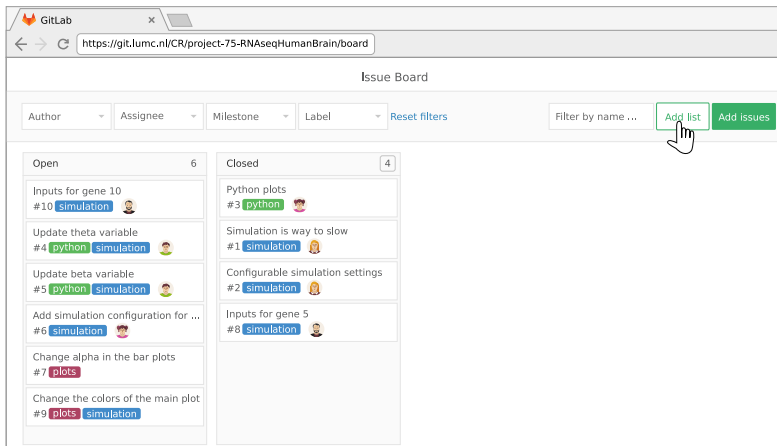 GitLab
×
https://git.lumc.nl/CR/project-75-RNAseqHumanBrain/board
Issue Board
Author Assignee Milestone Label Reset filters Filter by name ... Add list Add issues
Open 6
Inputs for gene 10
#10 simulation
Update theta variable
#4 python simulation
Update beta variable
#5 python simulation
Add simulation configuration for ...
#6 simulation
Change alpha in the bar plots
#7 plots
Change the colors of the main plot
#9 plots simulation
Closed 4
Python plots
#3 python
Simulation is way to slow
#1 simulation
Configurable simulation settings
#2 simulation
Inputs for gene 5
#8 simulation